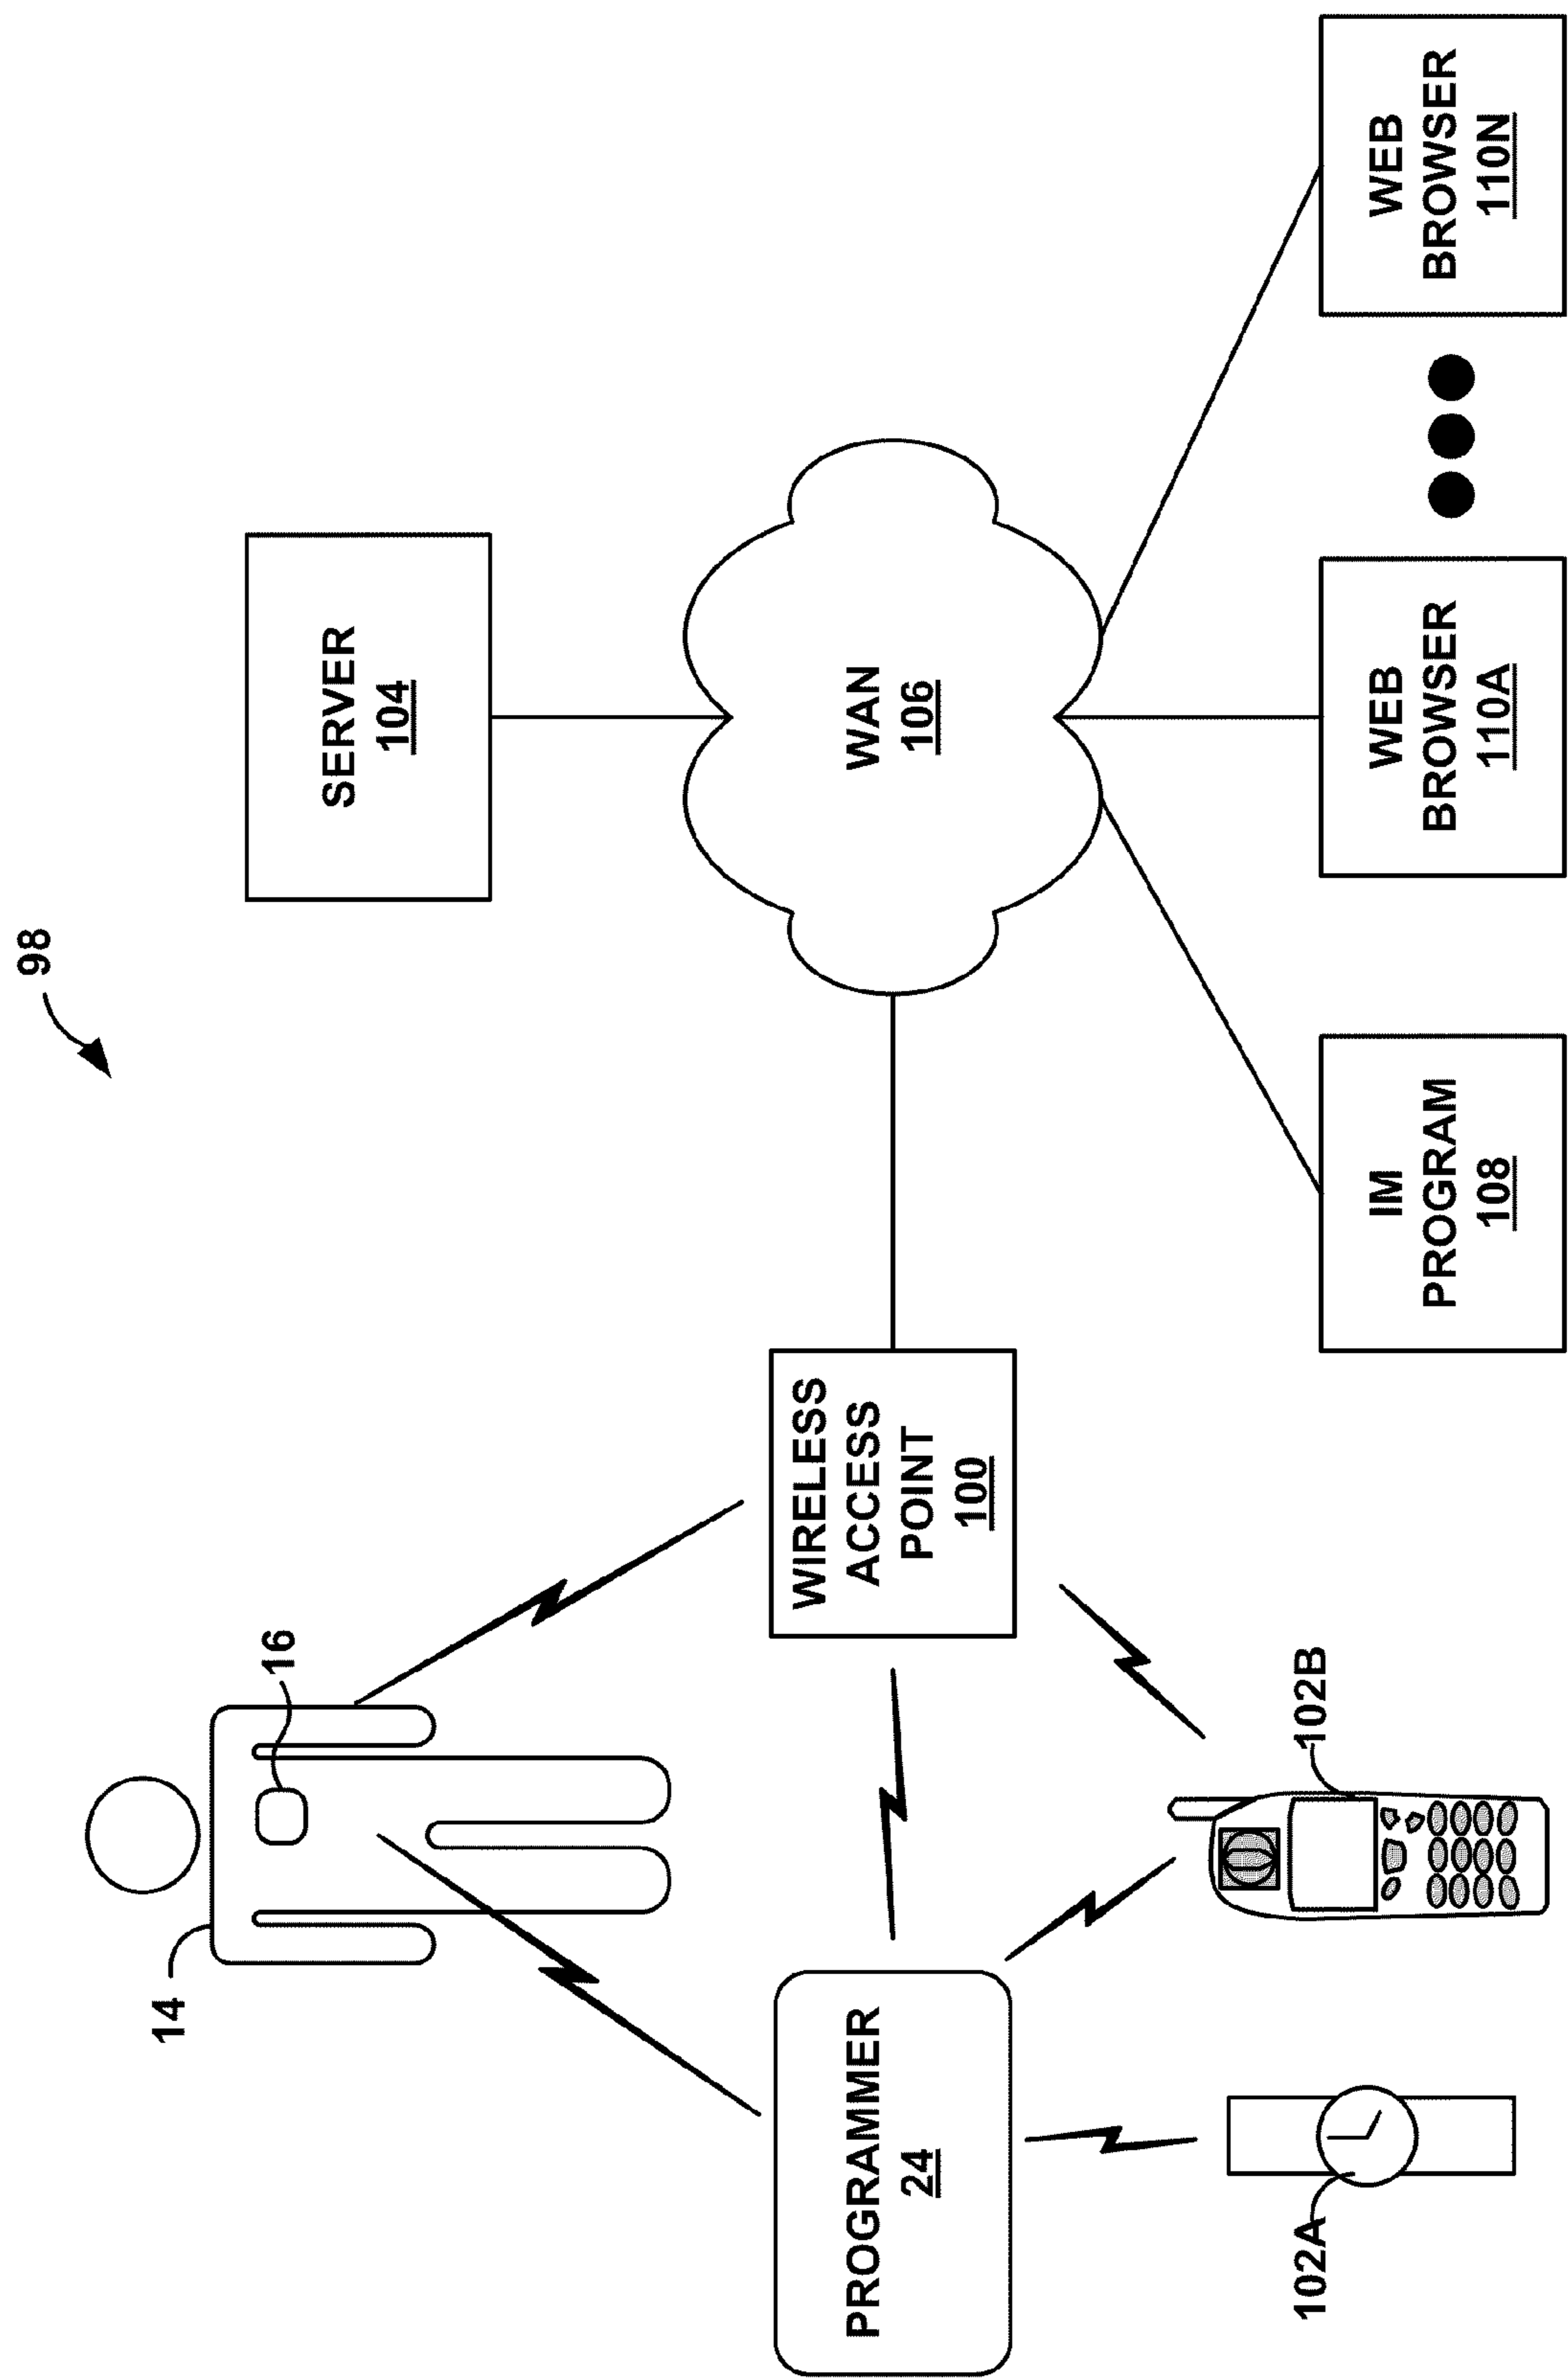 98
14
16
SERVER
104
PROGRAMMER
24
WIRELESS
ACCESS
POINT
100
WAN
106
102A
102B
IM
PROGRAM
108
WEB
BROWSER
110A
WEB
BROWSER
110N